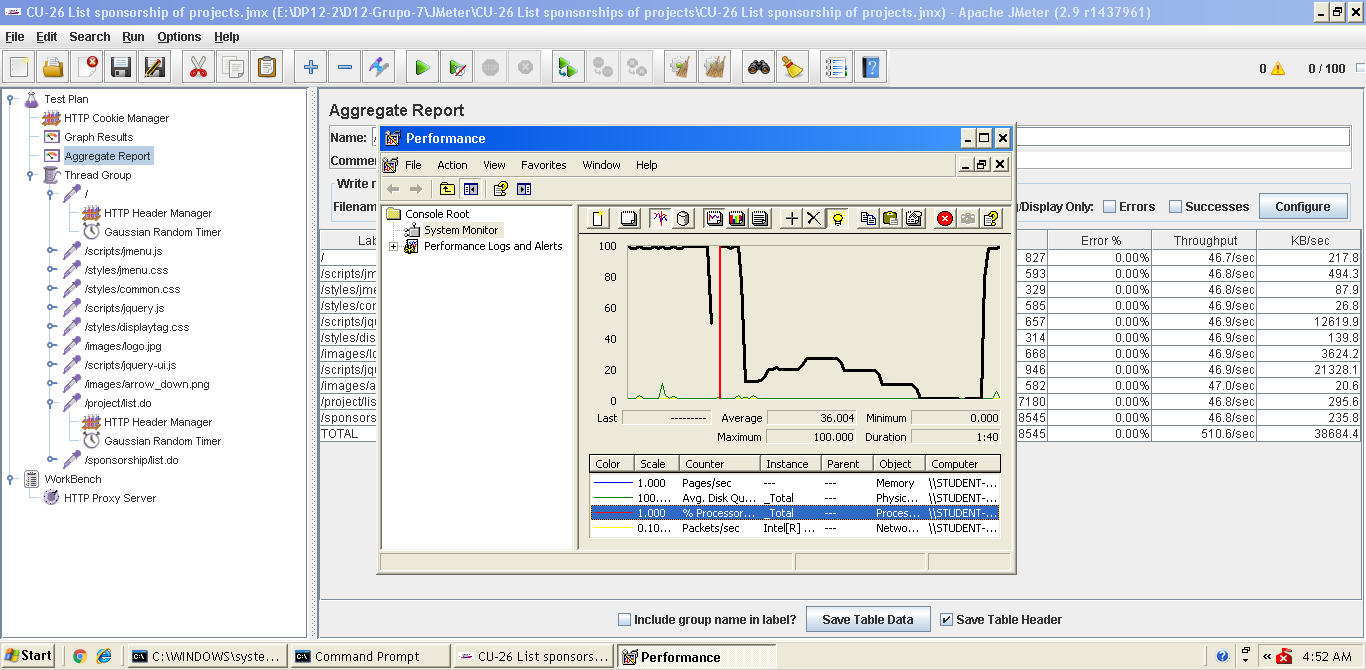 CU-26 List sponsorship of projects.jmx (E:\DP12-2\D12-Grupo-7\JMeter\CU-26 List sponsorships of projects\CU-26 List sponsorship of projects.jmx) - Apache JMeter (2.9 r1437961)
File Edit Search Run Options Help
0 0 / 100
Test Plan
HTTP Cookie Manager
Graph Results
Aggregate Report
Thread Group
/
HTTP Header Manager
Gaussian Random Timer
/scripts/jmenu.js
/styles/jmenu.css
/styles/common.css
/scripts/jquery.js
/styles/displaytag.css
/images/logo.jpg
/scripts/jquery-ui.js
/images/arrow_down.png
/project/list.do
HTTP Header Manager
Gaussian Random Timer
/sponsorship/list.do
WorkBench
HTTP Proxy Server
Aggregate Report
Name:
Commen
Write r
Filenam
/Display Only: Errors Successes Configure
Lab Error % Throughput KB/sec
/ 827 0.00% 46.7/sec 217.8
/scripts/jm 593 0.00% 46.8/sec 494.3
/styles/jme 329 0.00% 46.8/sec 87.9
/styles/cor 585 0.00% 46.9/sec 26.8
/scripts/jqu 657 0.00% 46.9/sec 12619.9
/styles/dis 314 0.00% 46.9/sec 139.8
/images/lo 668 0.00% 46.9/sec 3624.2
/scripts/jqu 946 0.00% 46.9/sec 21328.1
/images/a 582 0.00% 47.0/sec 20.6
/project/list 7180 0.00% 46.8/sec 295.6
/sponsors 8545 0.00% 46.8/sec 235.8
TOTAL 8545 0.00% 510.6/sec 38684.4
Performance
File Action View Favorites Window Help
Console Root
System Monitor
Performance Logs and Alerts
100
80
60
40
20
0
Last --------- Average 36.004 Minimum 0.000
Maximum 100.000 Duration 1:40
Color Scale Counter Instance Parent Object Computer
1.000 Pages/sec --- --- Memory \\STUDENT-...
100.... Avg. Disk Qu... _Total --- Physic... \\STUDENT-...
1.000 % Processor... _Total --- Proces... \\STUDENT-...
0.10... Packets/sec Intel[R] ... --- Netwo... \\STUDENT-...
Include group name in label? Save Table Data Save Table Header
Start C:\WINDOWS\syste... Command Prompt CU-26 List sponsors... Performance 4:52 AM